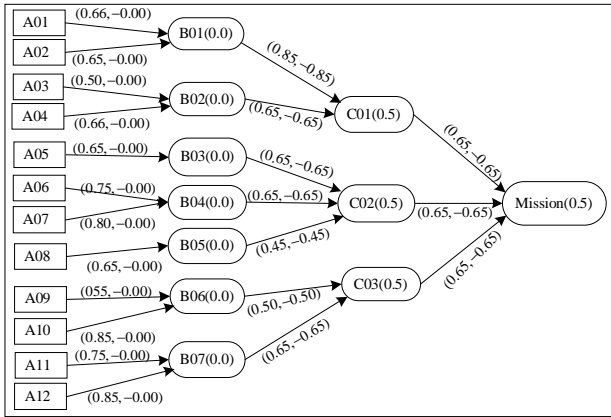 A01
(0.66,−0.00)
B01(0.0)
A02
(0.65,−0.00)
(0.85,−0.85)
A03
(0.50,−0.00)
B02(0.0)
(0.65,−0.65)
C01(0.5)
A04
(0.66,−0.00)
(0.65,−0.65)
A05
(0.65,−0.00)
B03(0.0)
(0.65,−0.65)
A06
(0.75,−0.00)
B04(0.0)
(0.65,−0.65)
C02(0.5)
(0.65,−0.65)
Mission(0.5)
A07
(0.80,−0.00)
A08
(0.65,−0.00)
B05(0.0)
(0.45,−0.45)
A09
(055,−0.00)
B06(0.0)
(0.50,−0.50)
C03(0.5)
(0.65,−0.65)
A10
(0.85,−0.00)
A11
(0.75,−0.00)
B07(0.0)
(0.65,−0.65)
A12
(0.85,−0.00)